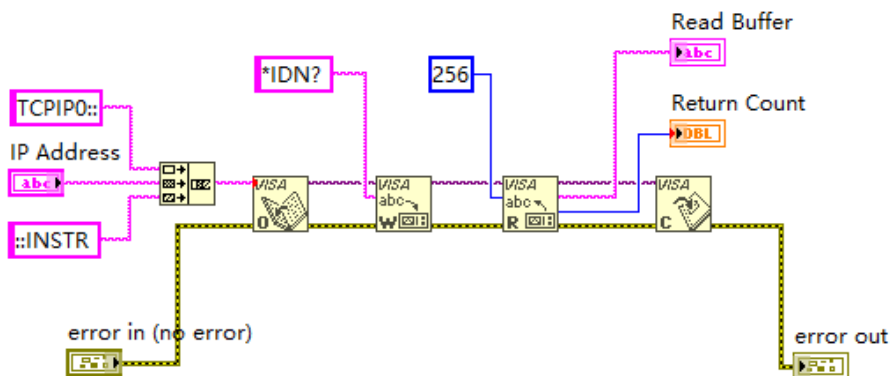 Read Buffer
abc
*IDN?
256
TCPIP0::
Return Count
DBL
IP Address
abc
VISA
O
VISA
abc
W
VISA
abc
R
VISA
C
::INSTR
error in (no error)
error out